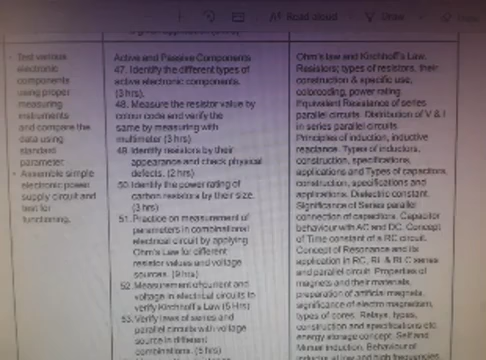 Read aloud
Draw
Test various
electronic
components
using proper
measuring
instruments
and compare the
data using
standard
parameter.
Assemble simple
electronic power
supply circuit and
test for
functioning.
Active and Passive Components
47. Identify the different types of
active electronic components.
(3 hrs)
48. Measure the resistor value by
colour code and verify the
same by measuring with
multimeter (3 hrs)
49. Identify resistors by their
appearance and check physical
defects. (2 hrs)
50. Identify the power rating of
carbon resistors by their size.
(3 hrs)
51. Practice on measurement of
parameters in combinational
electrical circuit by applying
Ohm's Law for different
resistor values and voltage
sources. (9 hrs)
52. Measurement of current and
voltage in electrical circuits to
verify Kirchhoff's Law (5 hrs)
53. Verify laws of series and
parallel circuits with voltage
source in different
combinations. (5 hrs)
Ohm's law and Kirchhoff's Law.
Resistors; types of resistors, their
construction & specific use,
colorcoding, power rating.
Equivalent Resistance of series
parallel circuits. Distribution of V & I
in series parallel circuits.
Principles of induction, inductive
reactance. Types of inductors,
construction, specifications,
applications and Types of capacitors,
construction, specifications and
applications. Dielectric constant.
Significance of Series parallel
connection of capacitors. Capacitor
behaviour with AC and DC. Concept
of Time constant of a RC circuit.
Concept of Resonance and its
application in RC, RL & RLC series
and parallel circuit. Properties of
magnets and their materials,
preparation of artificial magnets,
significance of electro magnetism,
types of cores. Relays, types,
construction and specifications etc
energy storage concept. Self and
Mutual induction. Behaviour of
inductor at low and high frequencies